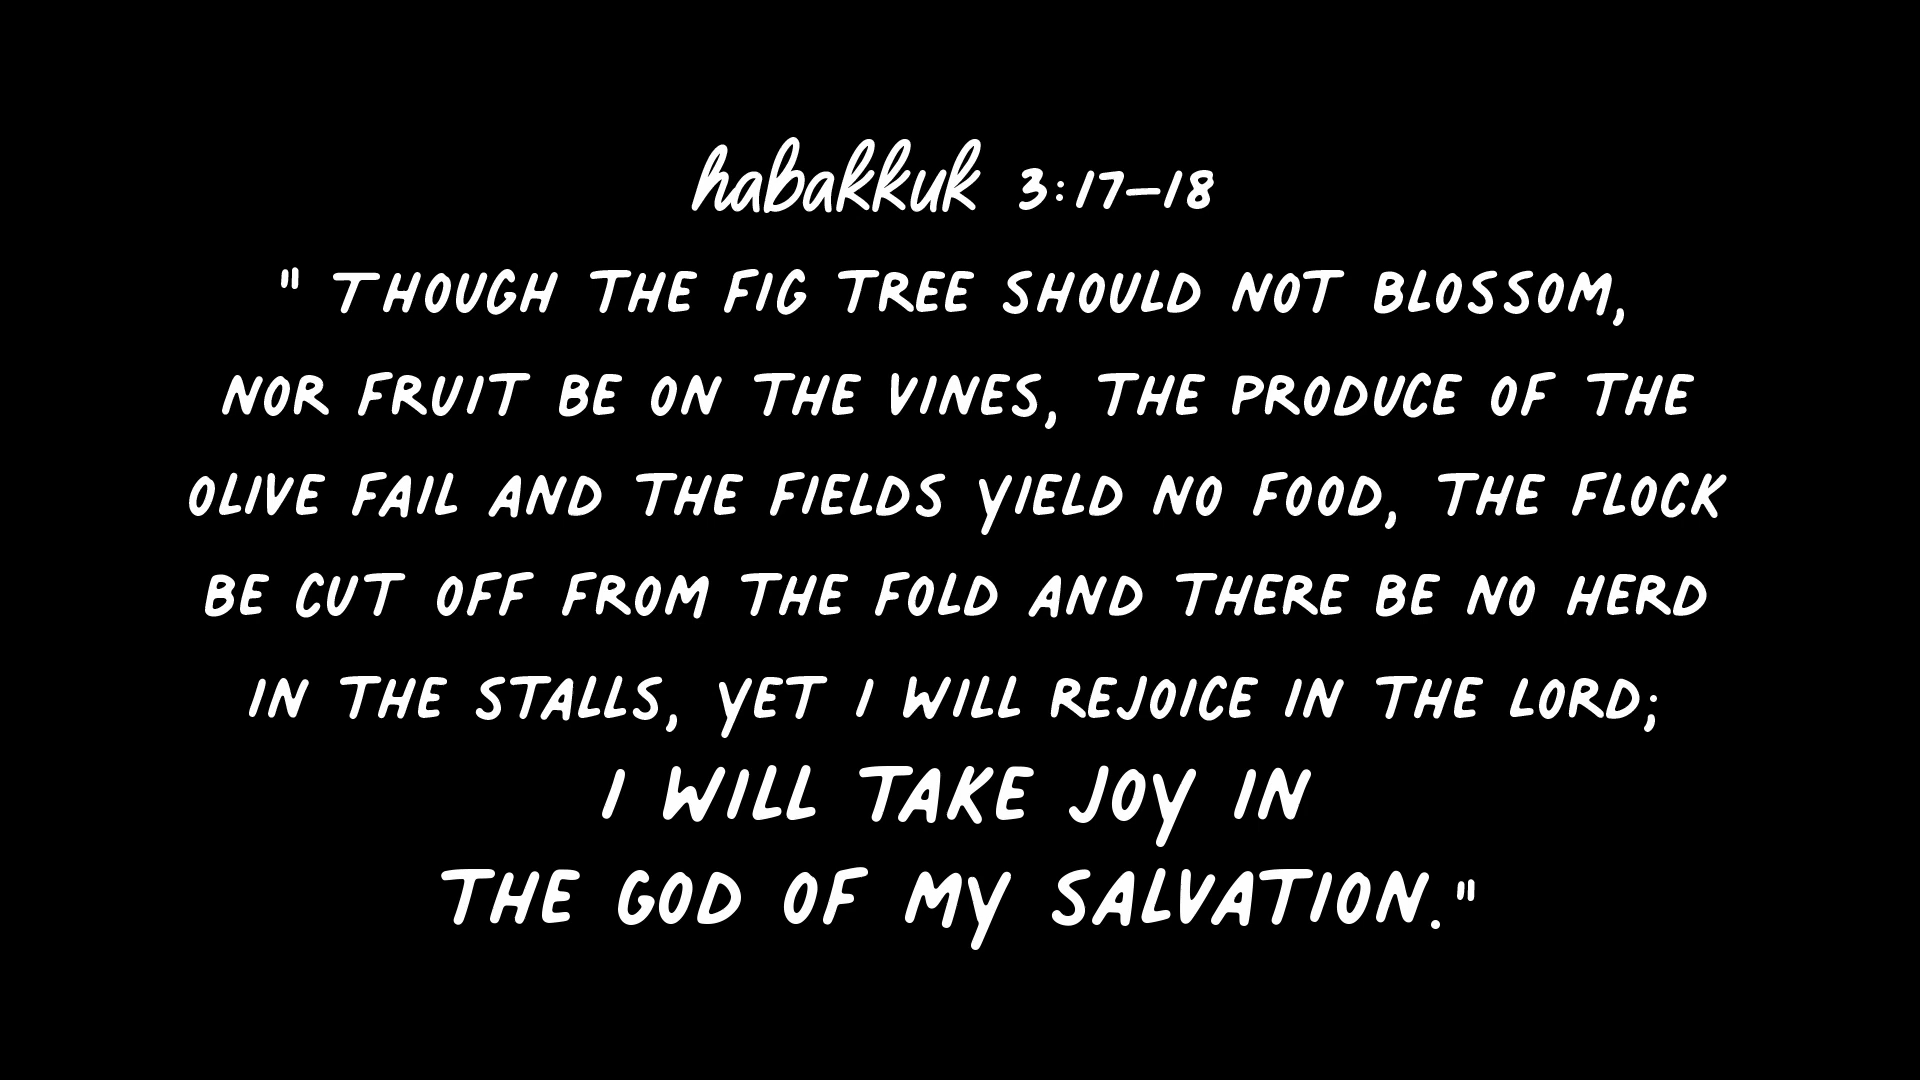 habakkuk 3:17–18
" THOUGH THE FIG TREE SHOULD NOT BLOSSOM,
NOR FRUIT BE ON THE VINES, THE PRODUCE OF THE
OLIVE FAIL AND THE FIELDS YIELD NO FOOD, THE FLOCK
BE CUT OFF FROM THE FOLD AND THERE BE NO HERD
IN THE STALLS, YET I WILL REJOICE IN THE LORD;
I WILL TAKE JOY IN
THE GOD OF MY SALVATION."